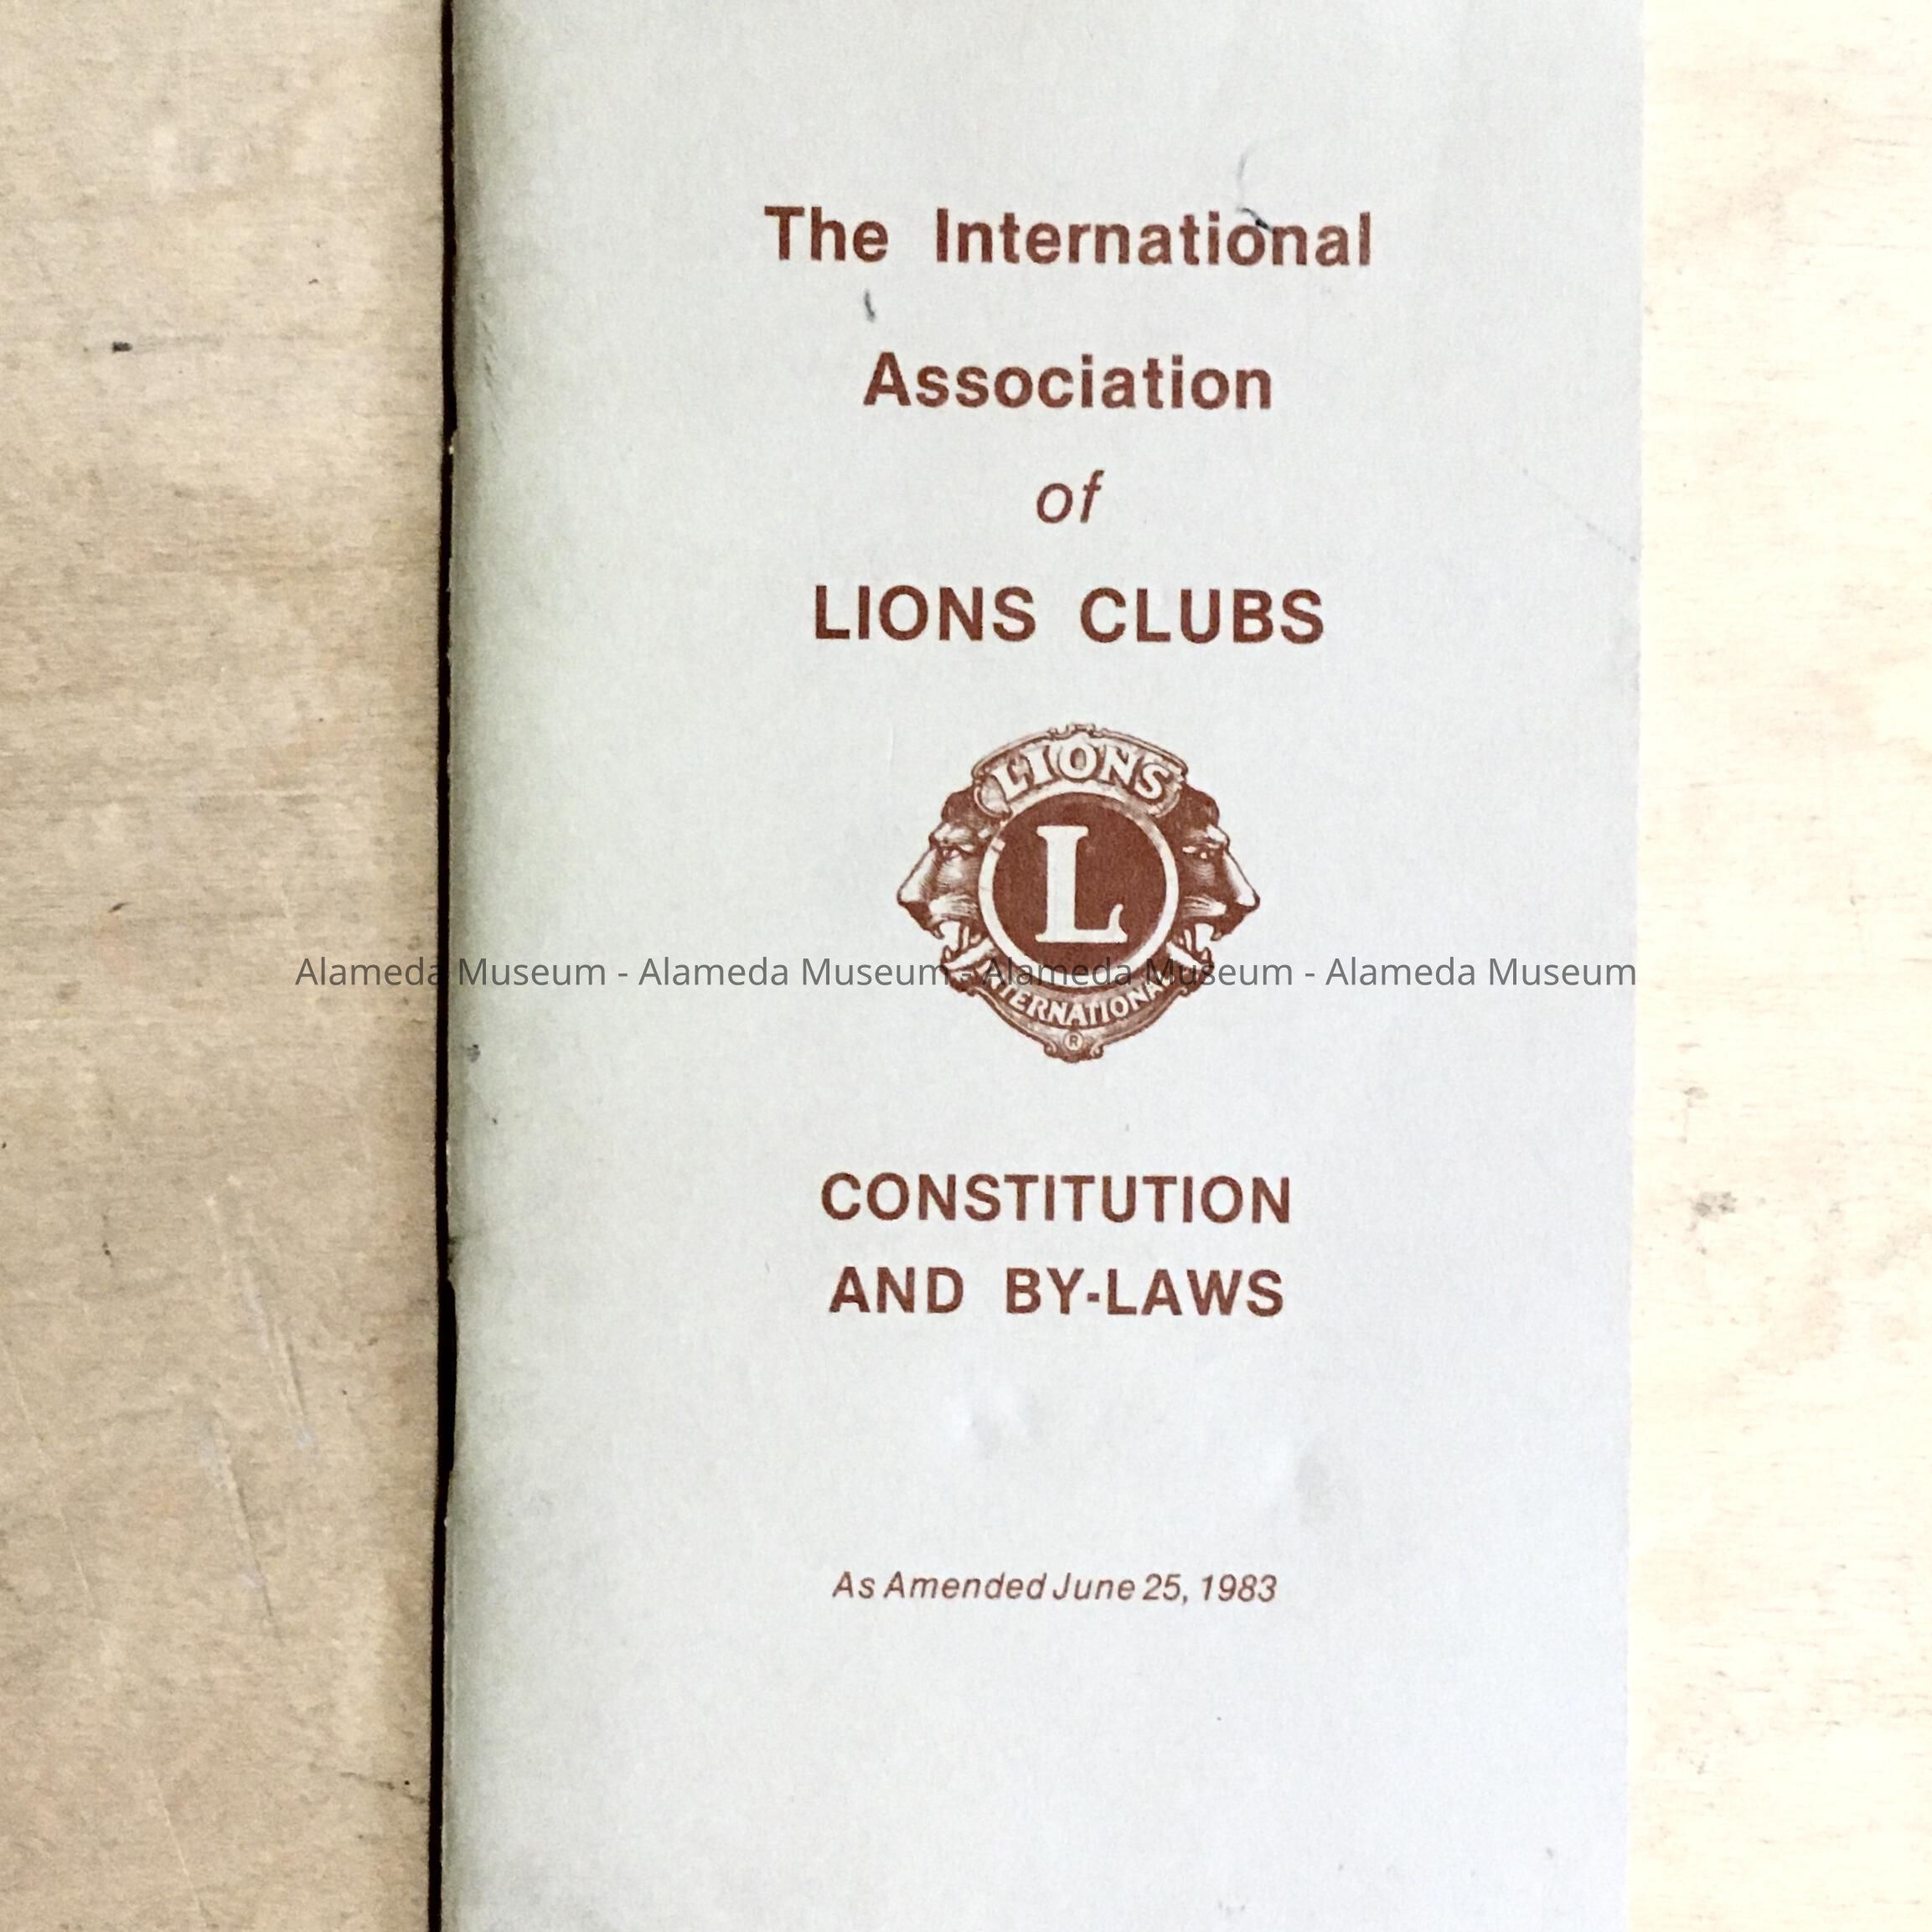 The International
Association
of
LIONS CLUBS
LIONS
L
Alameda Museum - Alameda Museum - Alameda Museum - Alameda Museum
INTERNATIONAL
®
CONSTITUTION
AND BY-LAWS
As Amended June 25, 1983